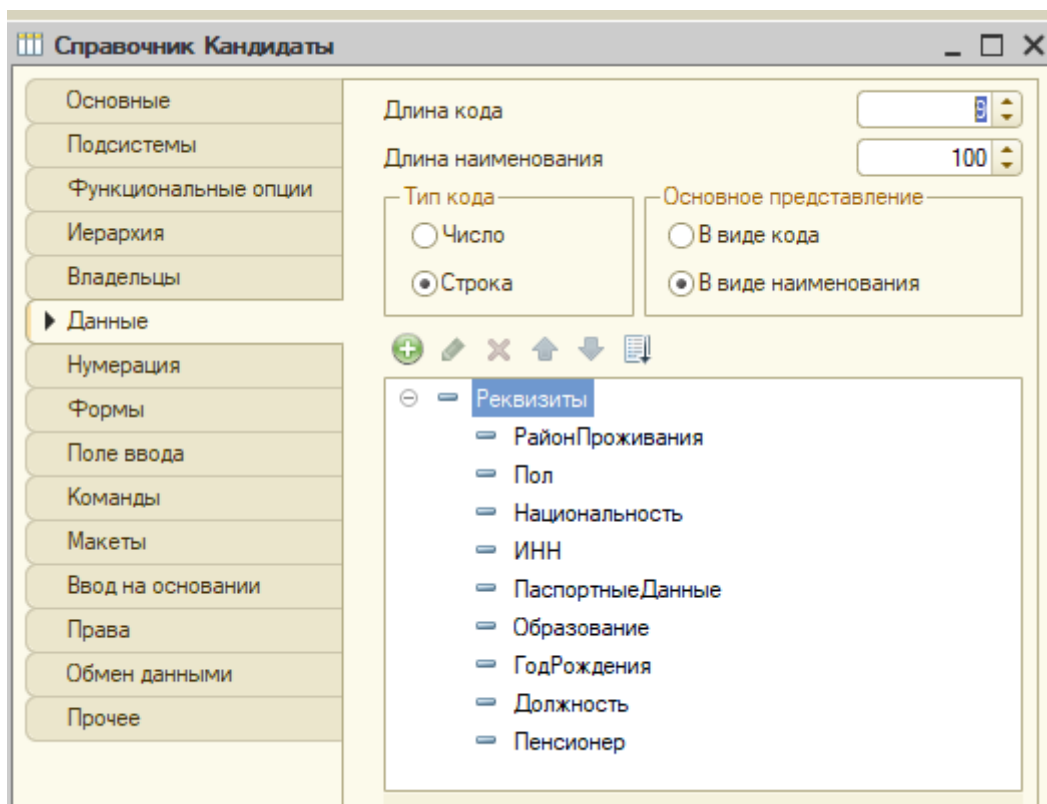 Справочник Кандидаты
Основные
Подсистемы
Функциональные опции
Иерархия
Владельцы
Данные
Нумерация
Формы
Поле ввода
Команды
Макеты
Ввод на основании
Права
Обмен данными
Прочее
Длина кода 9
Длина наименования 100
Тип кода
Число
Строка
Основное представление
В виде кода
В виде наименования
Реквизиты
РайонПроживания
Пол
Национальность
ИНН
ПаспортныеДанные
Образование
ГодРождения
Должность
Пенсионер